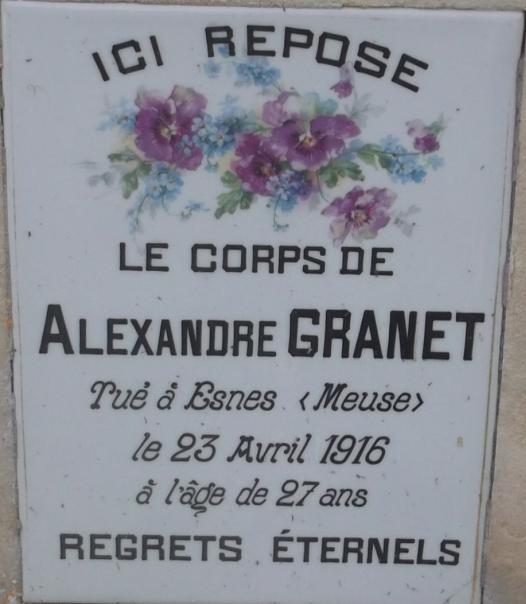 ICI REPOSE
LE CORPS DE
ALEXANDRE GRANET
Tué à Esnes <Meuse>
le 23 Avril 1916
à l'âge de 27 ans
REGRETS ÉTERNELS